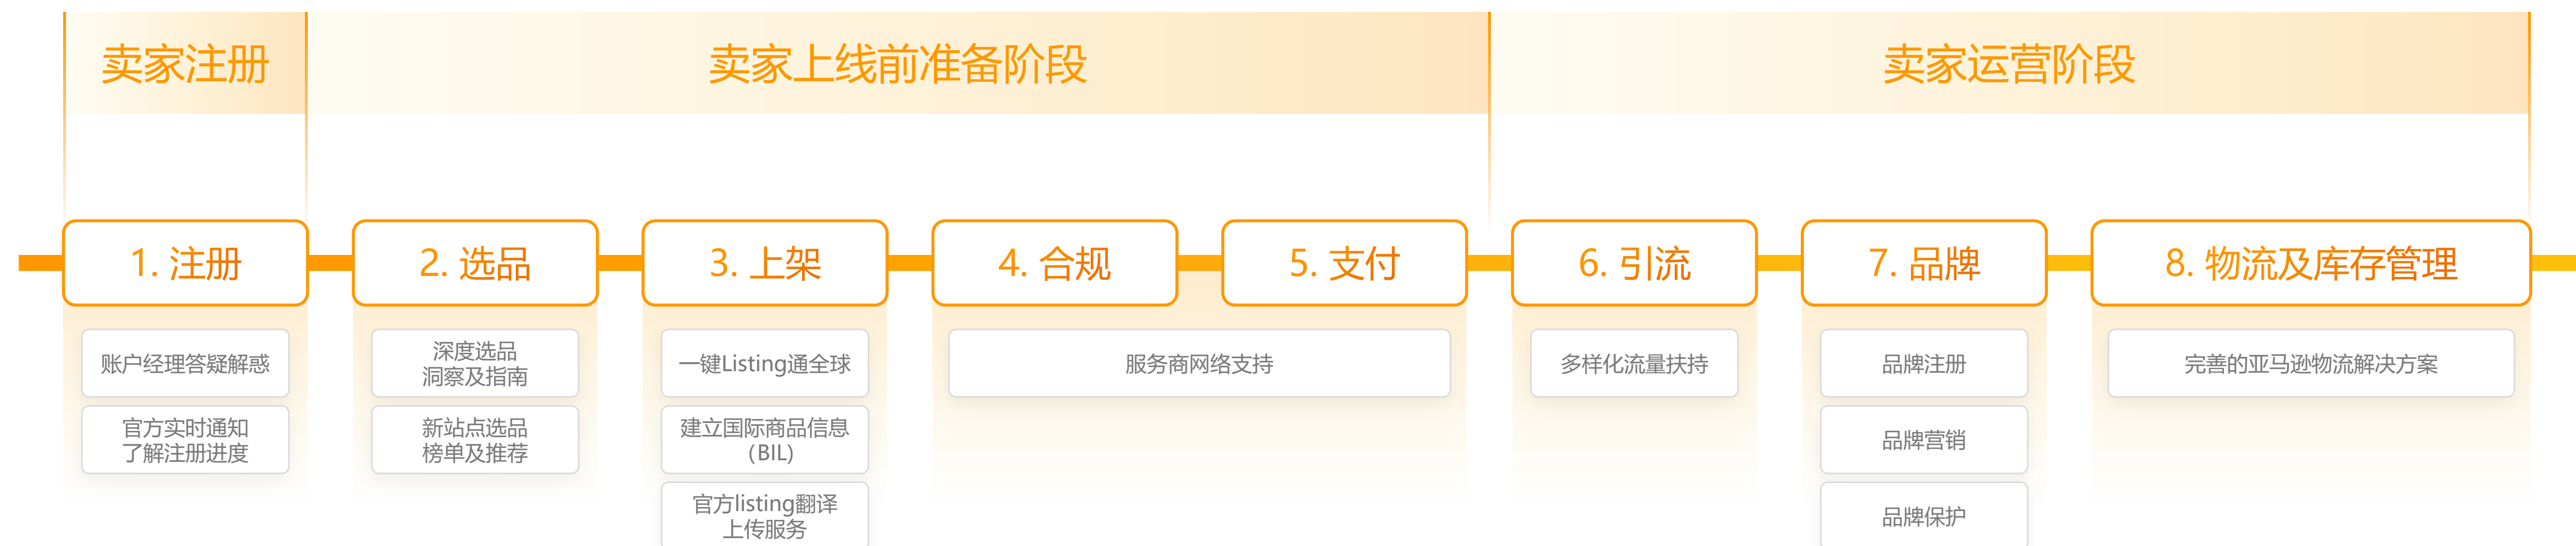 卖家注册
卖家上线前准备阶段
卖家运营阶段
1. 注册
2. 选品
3. 上架
4. 合规
5. 支付
6. 引流
7. 品牌
8. 物流及库存管理
账户经理答疑解惑
官方实时通知
了解注册进度
深度选品
洞察及指南
新站点选品
榜单及推荐
一键Listing通全球
建立国际商品信息
(BIL)
官方listing翻译
上传服务
服务商网络支持
多样化流量扶持
品牌注册
品牌营销
品牌保护
完善的亚马逊物流解决方案